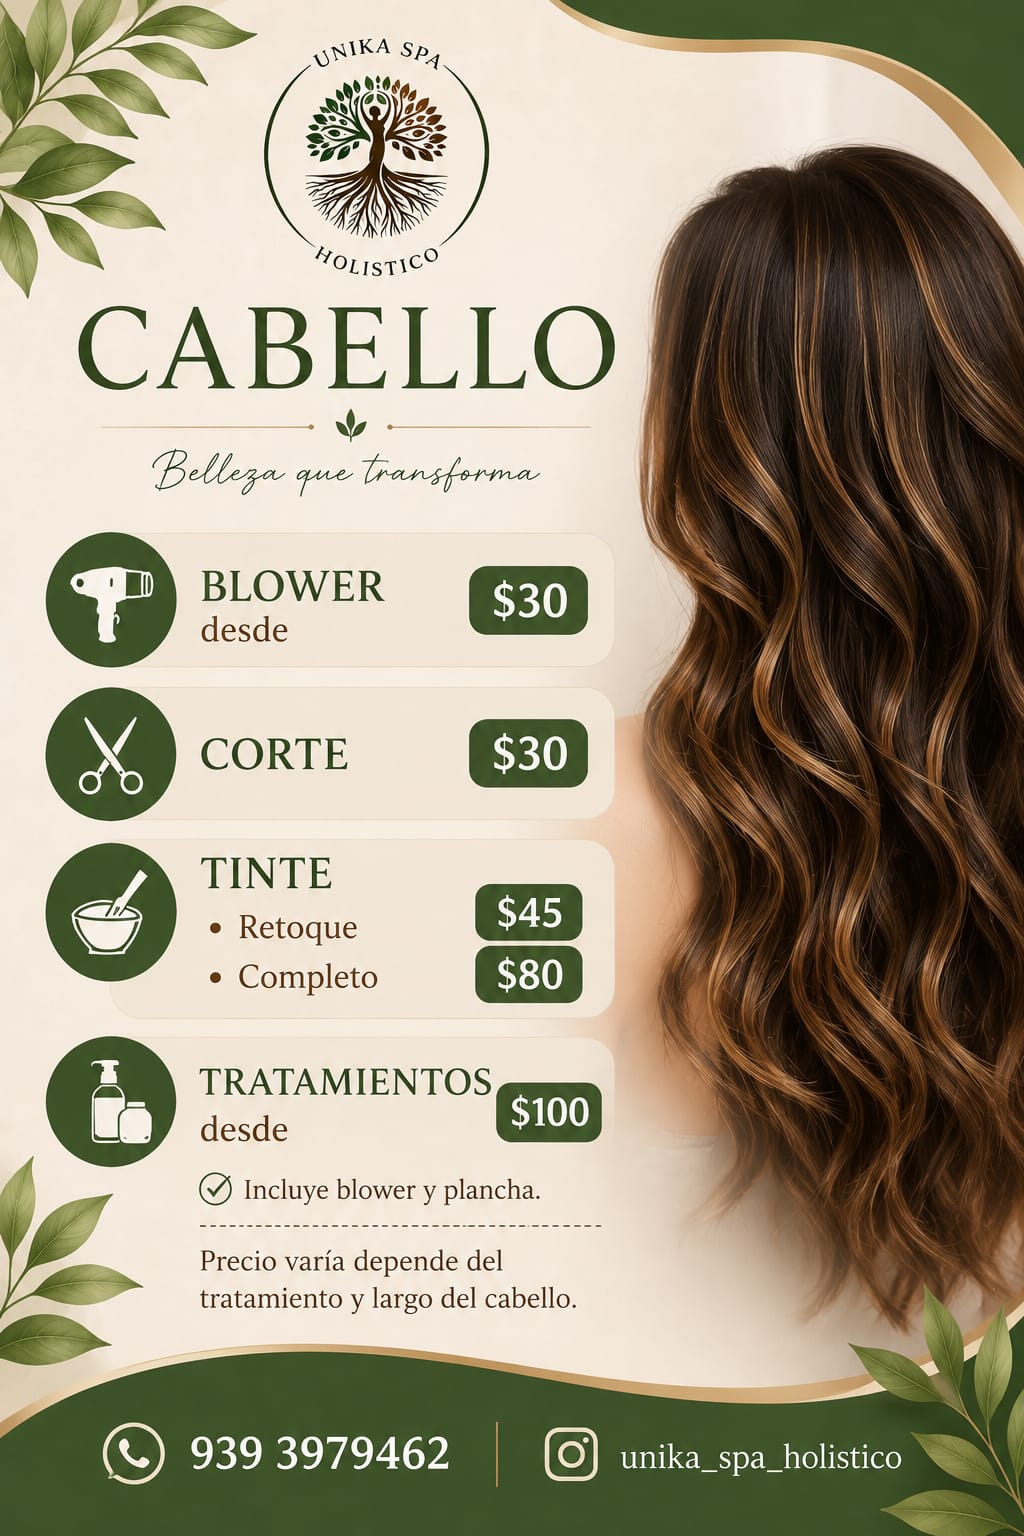 UNIKA SPA
HOLISTICO
CABELLO
Belleza que transforma
BLOWER
desde
$30
CORTE
$30
TINTE
• Retoque
$45
• Completo
$80
TRATAMIENTOS
desde
$100
Incluye blower y plancha.
Precio varía depende del
tratamiento y largo del cabello.
939 3979462
unika_spa_holistico